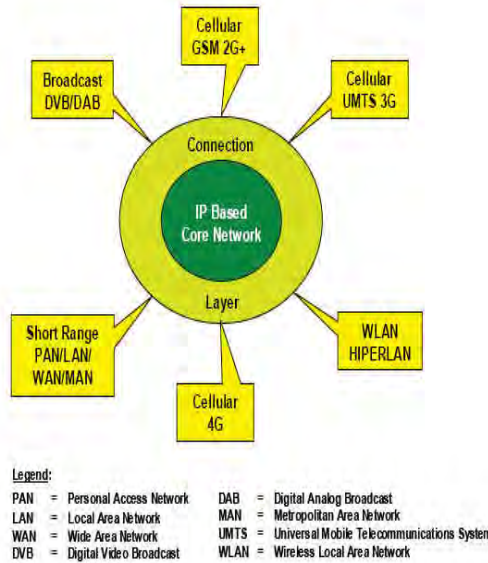 Cellular
GSM 2G+
Broadcast
DVB/DAB
Cellular
UMTS 3G
Connection
IP Based
Core Network
Layer
Short Range
PAN/LAN/
WAN/MAN
WLAN
HIPERLAN
Cellular
4G
Legend:
PAN = Personal Access Network
LAN = Local Area Network
WAN = Wide Area Network
DVB = Digital Video Broadcast
DAB = Digital Analog Broadcast
MAN = Metropolitan Area Network
UMTS = Universal Mobile Telecommunications System
WLAN = Wireless Local Area Network